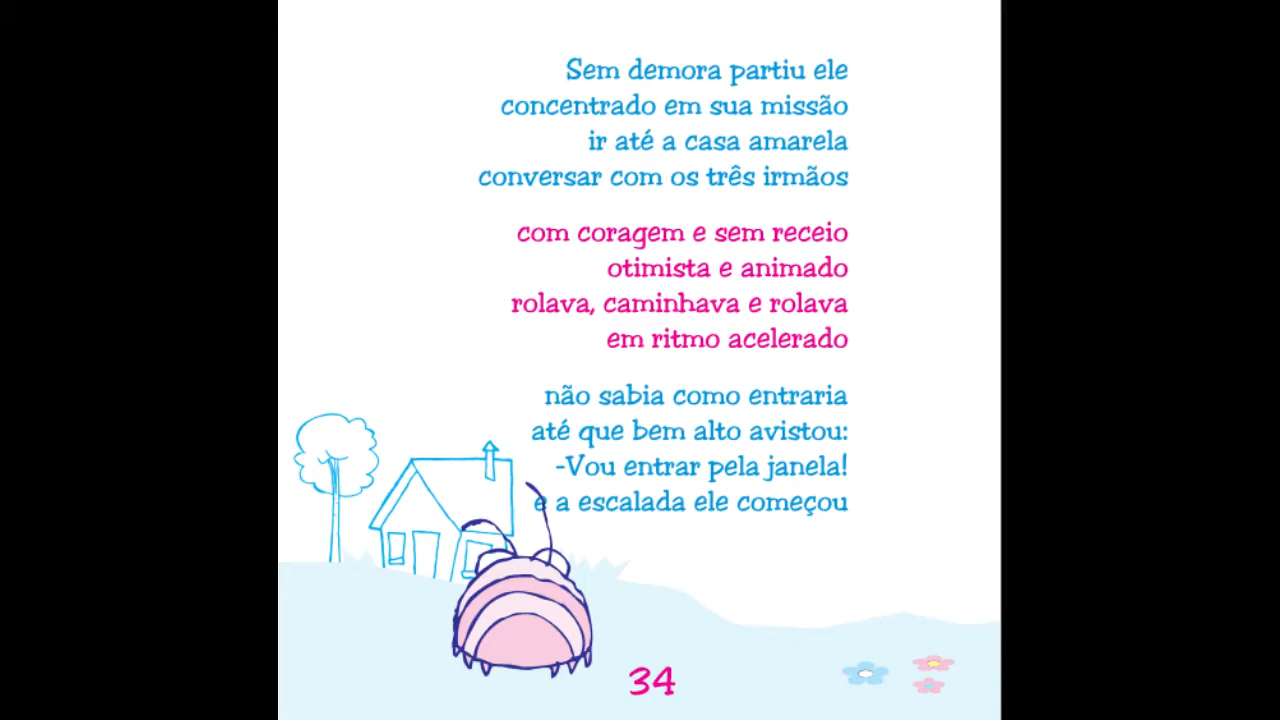 Sem demora partiu ele
concentrado em sua missão
ir até a casa amarela
conversar com os três irmãos
com coragem e sem receio
otimista e animado
rolava, caminhava e rolava
em ritmo acelerado
não sabia como entraria
até que bem alto avistou:
-Vou entrar pela janela!
e a escalada ele começou
34